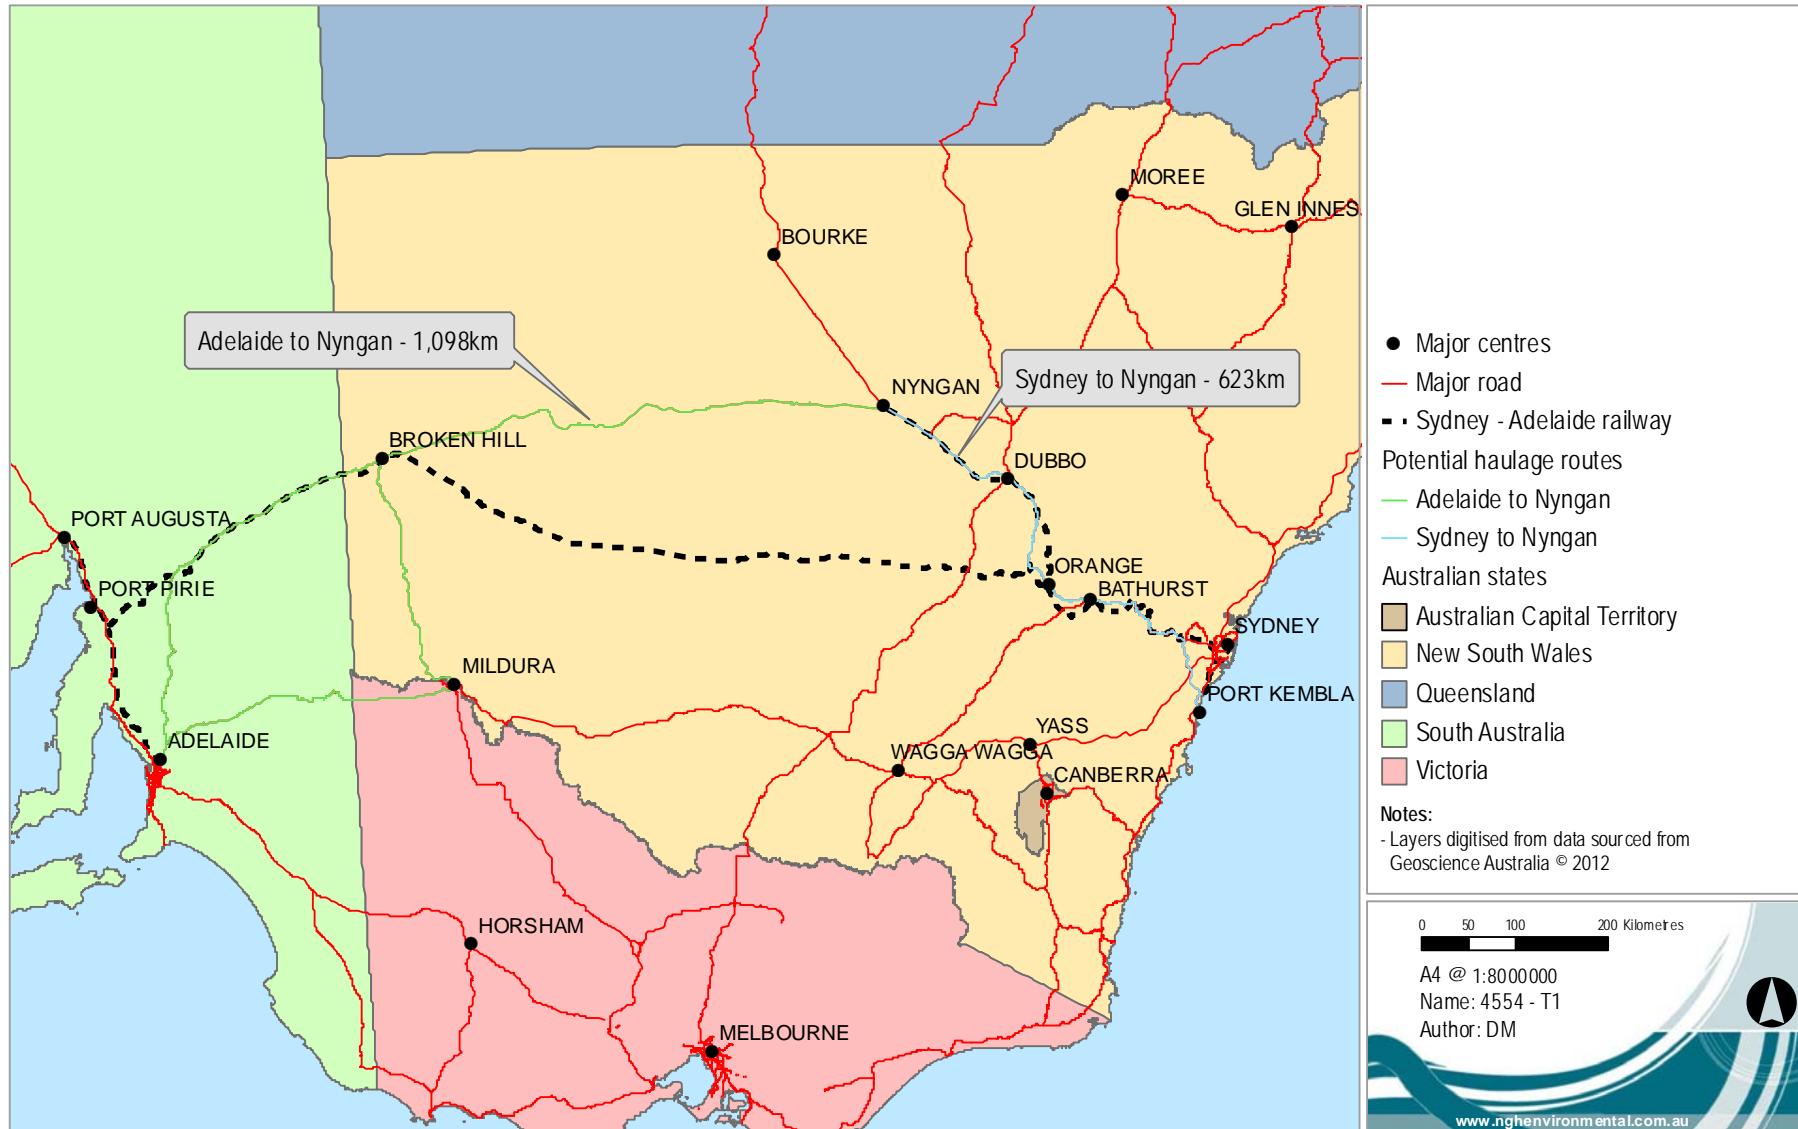 MOREE
GLEN INNES
BOURKE
Adelaide to Nyngan - 1,098km
NYNGAN
Sydney to Nyngan - 623km
BROKEN HILL
DUBBO
PORT AUGUSTA
PORT PIRIE
ORANGE
BATHURST
SYDNEY
MILDURA
PORT KEMBLA
ADELAIDE
YASS
WAGGA WAGGA
CANBERRA
HORSHAM
MELBOURNE
Major centres
Major road
Sydney - Adelaide railway
Potential haulage routes
Adelaide to Nyngan
Sydney to Nyngan
Australian states
Australian Capital Territory
New South Wales
Queensland
South Australia
Victoria
Notes:
- Layers digitised from data sourced from
Geoscience Australia © 2012
0 50 100 200 Kilometres
A4 @ 1:8000000
Name: 4554 - T1
Author: DM
www.nghenvironmental.com.au